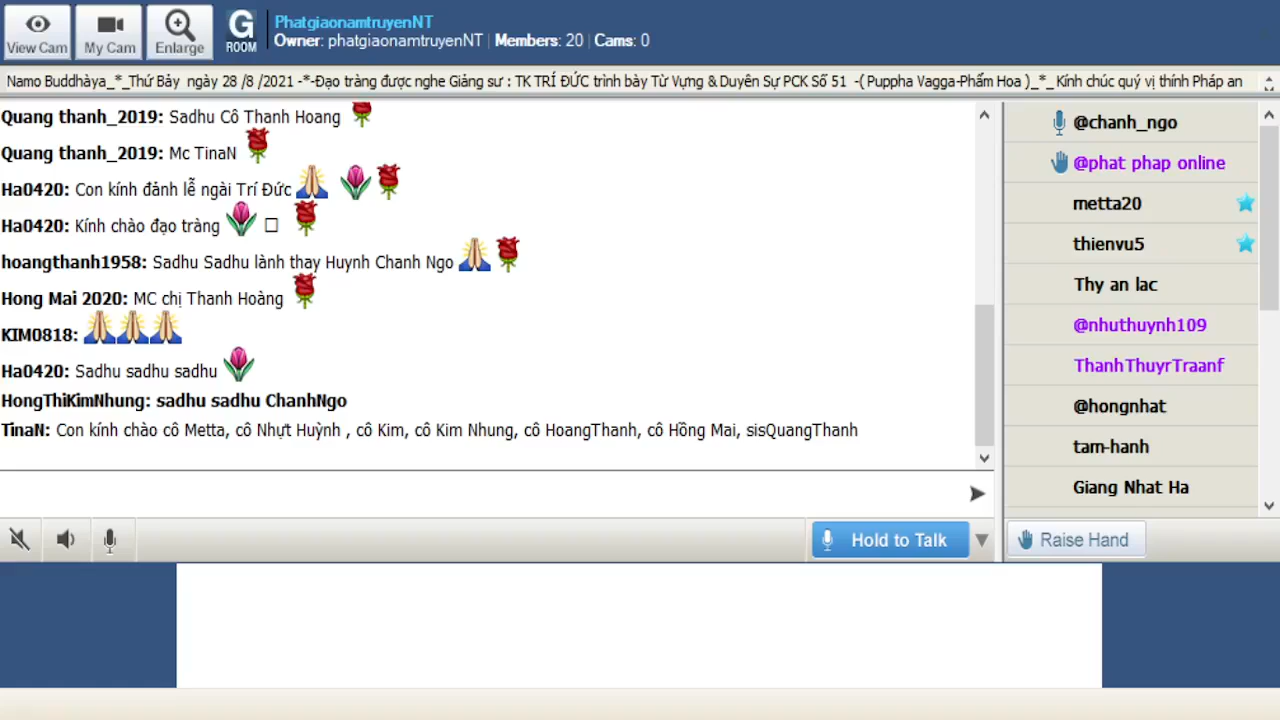 View Cam
My Cam
Enlarge
G
ROOM
PhatgiaonamtruyenNT
Owner: phatgiaonamtruyenNT | Members: 20 | Cams: 0
Namo Buddhàya_*_Thứ Bảy ngày 28 /8 /2021 -*-Đạo tràng được nghe Giảng sư : TK TRÍ ĐỨC trình bày Từ Vựng & Duyên Sự PCK Số 51 -( Puppha Vagga-Phẩm Hoa )_*_ Kính chúc quý vị thính Pháp an
Quang thanh_2019: Sadhu Cô Thanh Hoang
Quang thanh_2019: Mc TinaN
Ha0420: Con kính đảnh lễ ngài Trí Đức
Ha0420: Kính chào đạo tràng
hoangthanh1958: Sadhu Sadhu lành thay Huynh Chanh Ngo
Hong Mai 2020: MC chị Thanh Hoàng
KIM0818:
Ha0420: Sadhu sadhu sadhu
HongThiKimNhung: sadhu sadhu ChanhNgo
TinaN: Con kính chào cô Metta, cô Nhựt Huỳnh , cô Kim, cô Kim Nhung, cô HoangThanh, cô Hồng Mai, sisQuangThanh
@chanh_ngo
@phat phap online
metta20
thienvu5
Thy an lac
@nhuthuynh109
ThanhThuyrTraanf
@hongnhat
tam-hanh
Giang Nhat Ha
Hold to Talk
Raise Hand